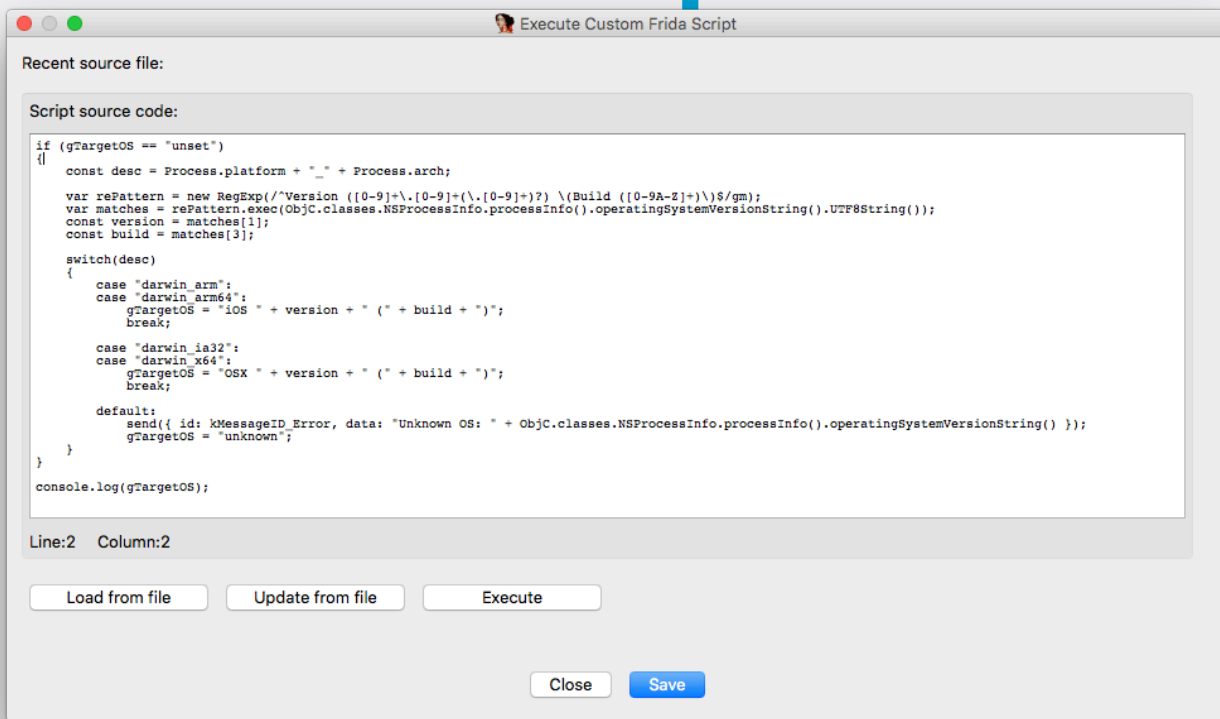 Execute Custom Frida Script
Recent source file:
Script source code:
if (gTargetOS == "unset")
{
    const desc = Process.platform + "_" + Process.arch;

    var rePattern = new RegExp(/^Version ([0-9]+\.[0-9]+(\.[0-9]+)?) \(Build ([0-9A-Z]+)\)$/gm);
    var matches = rePattern.exec(ObjC.classes.NSProcessInfo.processInfo().operatingSystemVersionString().UTF8String());
    const version = matches[1];
    const build = matches[3];

    switch(desc)
    {
        case "darwin_arm":
        case "darwin_arm64":
            gTargetOS = "iOS " + version + " (" + build + ")";
            break;

        case "darwin_ia32":
        case "darwin_x64":
            gTargetOS = "OSX " + version + " (" + build + ")";
            break;

        default:
            send({ id: kMessageID_Error, data: "Unknown OS: " + ObjC.classes.NSProcessInfo.processInfo().operatingSystemVersionString() });
            gTargetOS = "unknown";
    }
}

console.log(gTargetOS);
Line:2 Column:2
Load from file Update from file Execute
Close Save